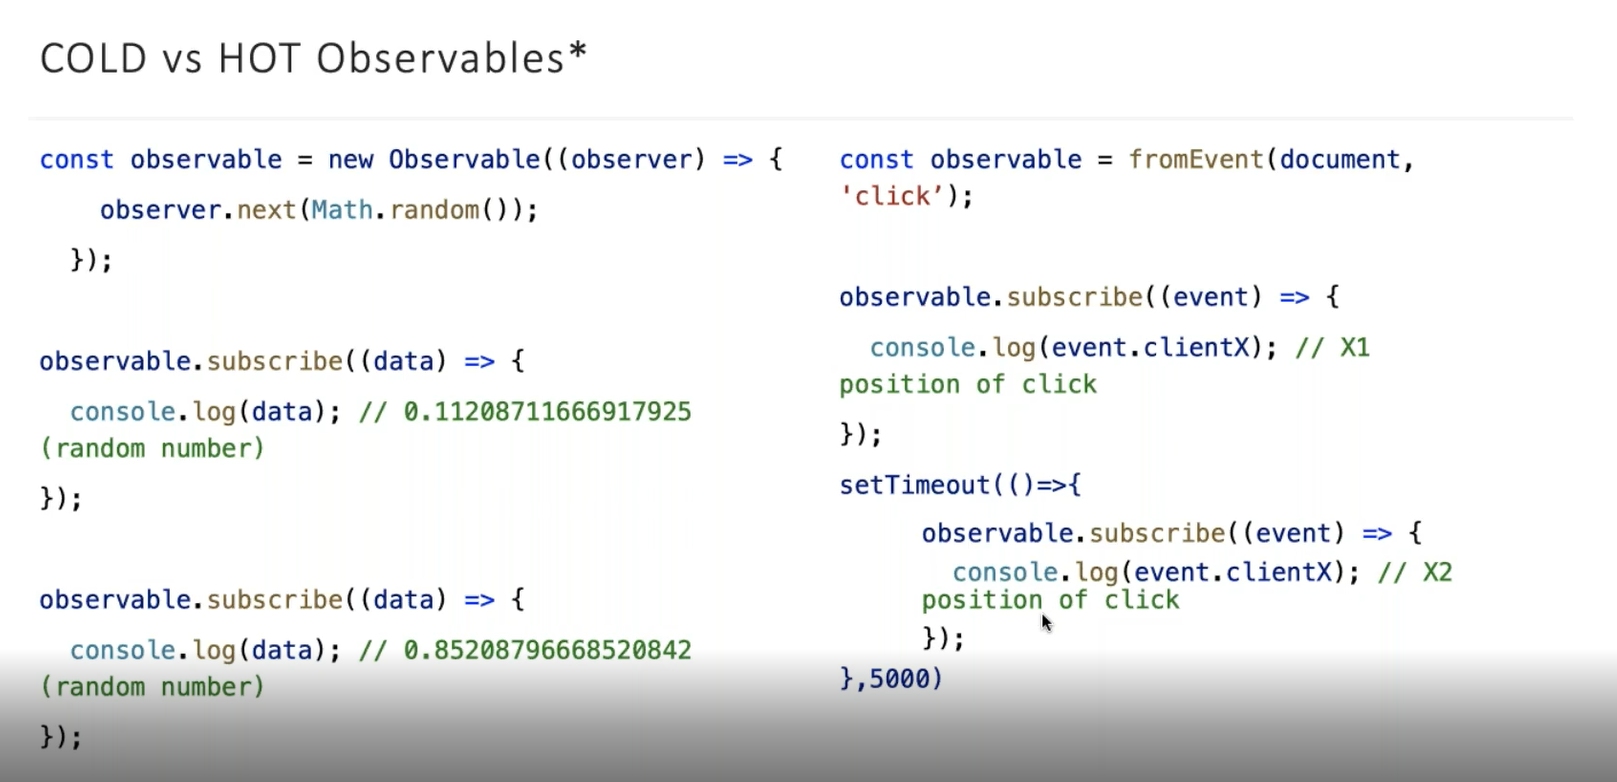 COLD vs HOT Observables*
const observable = new Observable((observer) => {
observer.next(Math.random());
});
observable.subscribe((data) => {
console.log(data); // 0.11208711666917925
(random number)
});
observable.subscribe((data) => {
console.log(data); // 0.85208796668520842
(random number)
});
const observable = fromEvent(document,
'click’);
observable.subscribe((event) => {
console.log(event.clientX); // X1
position of click
});
setTimeout(()=>{
observable.subscribe((event) => {
console.log(event.clientX); // X2
position of click
});
},5000)